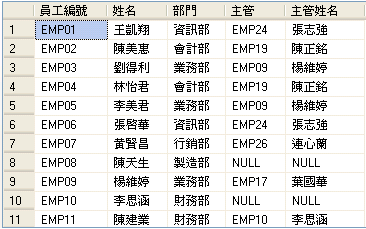 員工編號 姓名 部門 主管 主管姓名
1 EMP01 王凱翔 資訊部 EMP24 張志強
2 EMP02 陳美惠 會計部 EMP19 陳正銘
3 EMP03 劉得利 業務部 EMP09 楊維婷
4 EMP04 林怡君 會計部 EMP19 陳正銘
5 EMP05 李美君 業務部 EMP09 楊維婷
6 EMP06 張啓華 資訊部 EMP24 張志強
7 EMP07 黃賢昌 行銷部 EMP26 連心蘭
8 EMP08 陳天生 製造部 NULL NULL
9 EMP09 楊維婷 業務部 EMP17 葉國華
10 EMP10 李思涵 財務部 NULL NULL
11 EMP11 陳建業 財務部 EMP10 李思涵